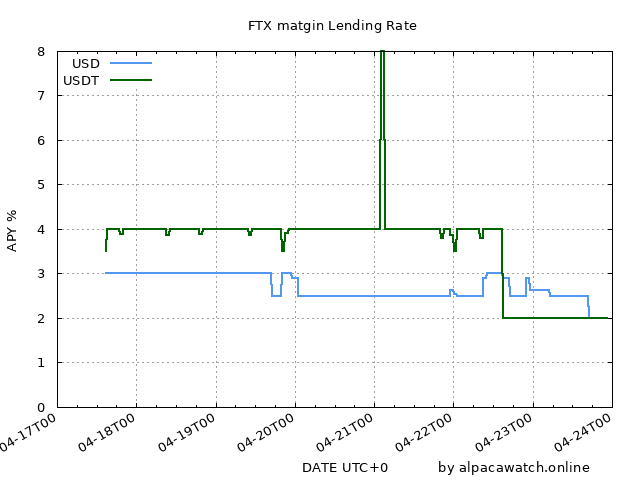 FTX matgin Lending Rate
USD
USDT
8
7
6
5
4
3
2
1
0
APY %
04-17T00
04-18T00
04-19T00
04-20T00
04-21T00
04-22T00
04-23T00
04-24T00
DATE UTC+0
by alpacawatch.online